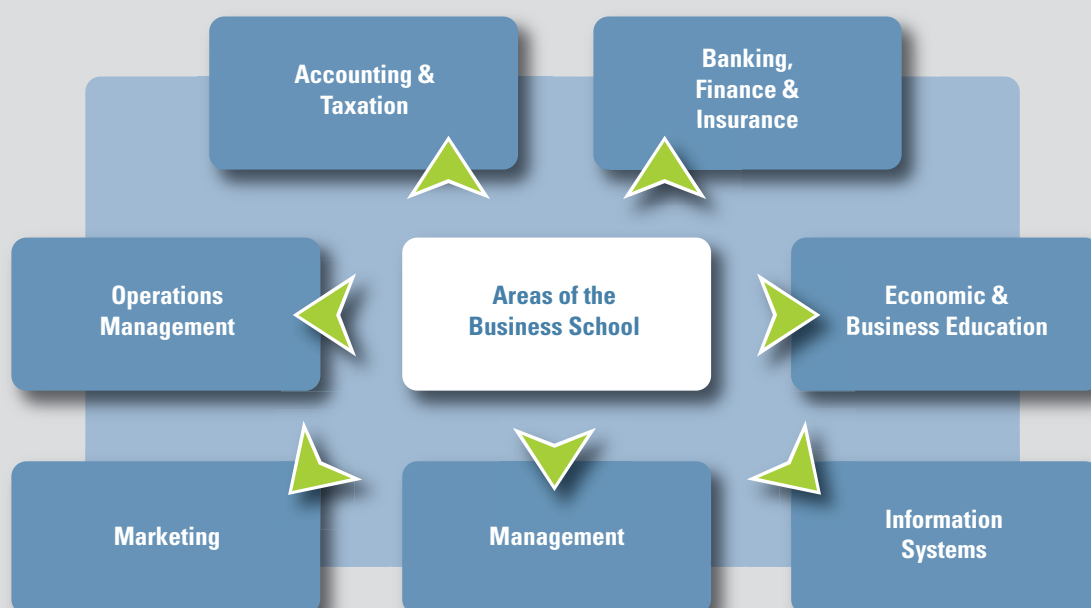 Accounting &
Taxation
Banking,
Finance &
Insurance
Operations
Management
Areas of the
Business School
Economic &
Business Education
Marketing
Management
Information
Systems